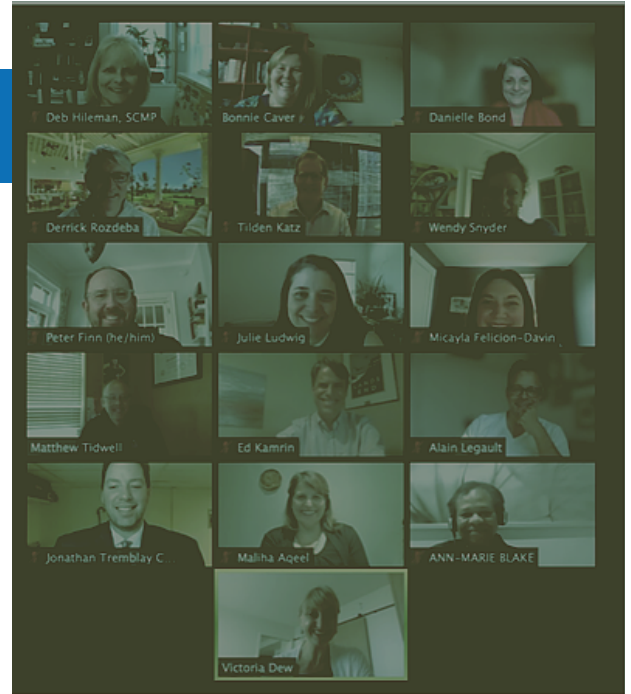 Deb Hileman, SCMP
Bonnie Caver
Danielle Bond
Derrick Rozdeba
Tilden Katz
Wendy Snyder
Peter Finn (he/him)
Julie Ludwig
Micayla Felicion-Davin
Matthew Tidwell
Ed Kamrin
Alain Legault
Jonathan Tremblay C...
Maliha Aqeel
ANN-MARIE BLAKE
Victoria Dew